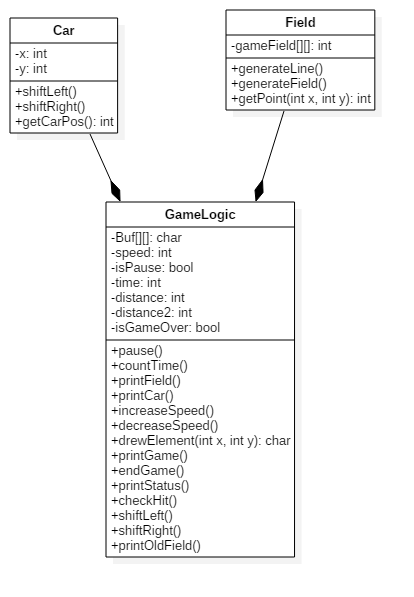 Car
-x: int
-y: int
+shiftLeft()
+shiftRight()
+getCarPos(): int
Field
-gameField[][]: int
+generateLine()
+generateField()
+getPoint(int x, int y): int
GameLogic
-Buf[][]: char
-speed: int
-isPause: bool
-time: int
-distance: int
-distance2: int
-isGameOver: bool
+pause()
+countTime()
+printField()
+printCar()
+increaseSpeed()
+decreaseSpeed()
+drewElement(int x, int y): char
+printGame()
+endGame()
+printStatus()
+checkHit()
+shiftLeft()
+shiftRight()
+printOldField()